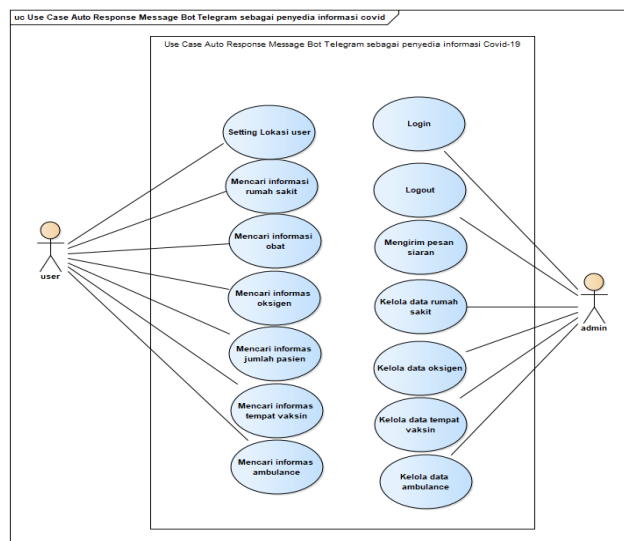 uc Use Case Auto Response Message Bot Telegram sebagai penyedia informasi covid
Use Case Auto Response Message Bot Telegram sebagai penyedia informasi Covid-19
Setting Lokasi user
Mencari informasi
rumah sakit
Mencari informasi
obat
Mencari informas
oksigen
Mencari informas
jumlah pasien
Mencari informas
tempat vaksin
Mencari informas
ambulance
user
Login
Logout
Mengirim pesan
siaran
Kelola data rumah
sakit
Kelola data oksigen
Kelola data tempat
vaksin
Kelola data
ambulance
admin